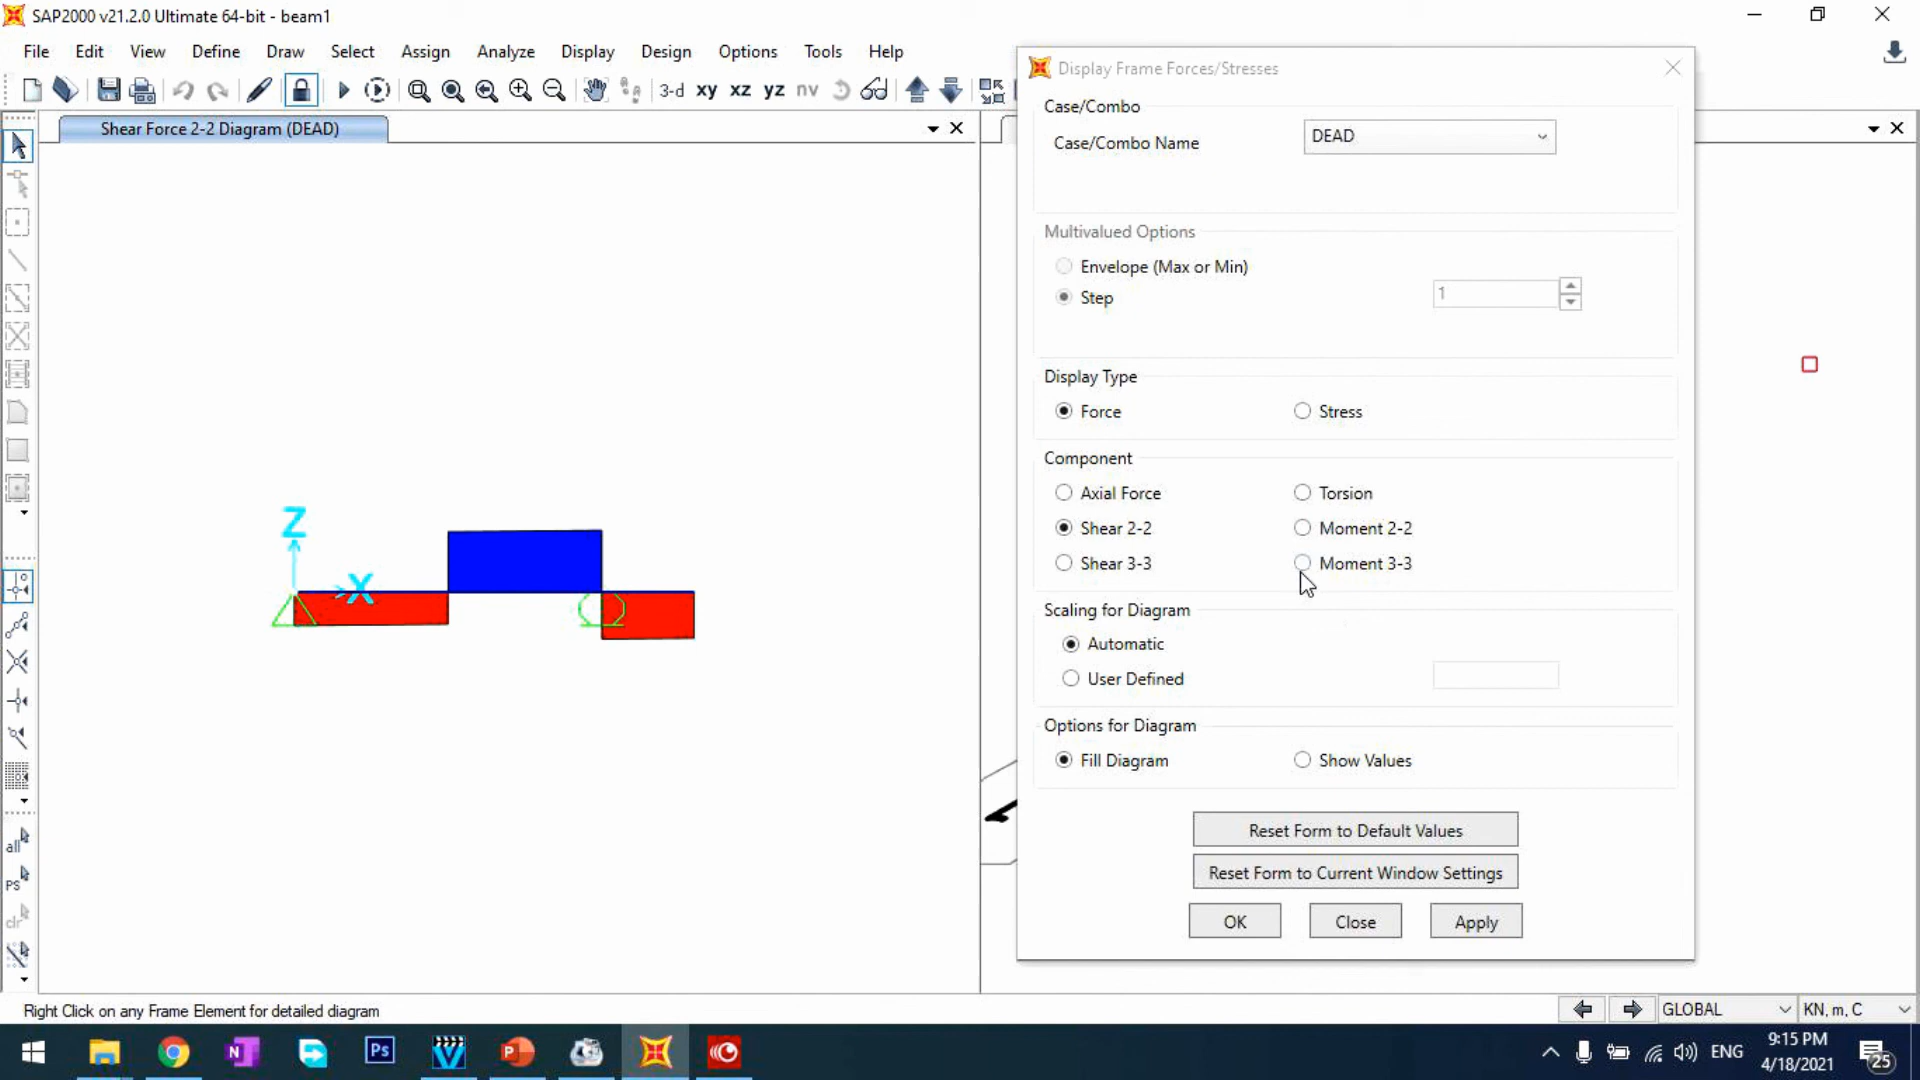 SAP2000 v21.2.0 Ultimate 64-bit - beam1
File Edit View Define Draw Select Assign Analyze Display Design Options Tools Help
3-d xy xz yz nv
Shear Force 2-2 Diagram (DEAD)
Z
X
Display Frame Forces/Stresses
Case/Combo
Case/Combo Name DEAD
Multivalued Options
Envelope (Max or Min)
Step 1
Display Type
Force Stress
Component
Axial Force Torsion
Shear 2-2 Moment 2-2
Shear 3-3 Moment 3-3
Scaling for Diagram
Automatic
User Defined
Options for Diagram
Fill Diagram Show Values
Reset Form to Default Values
Reset Form to Current Window Settings
OK Close Apply
all
PS
clr
Right Click on any Frame Element for detailed diagram
GLOBAL KN, m, C
N Ps V P
ENG
9:15 PM
4/18/2021
25